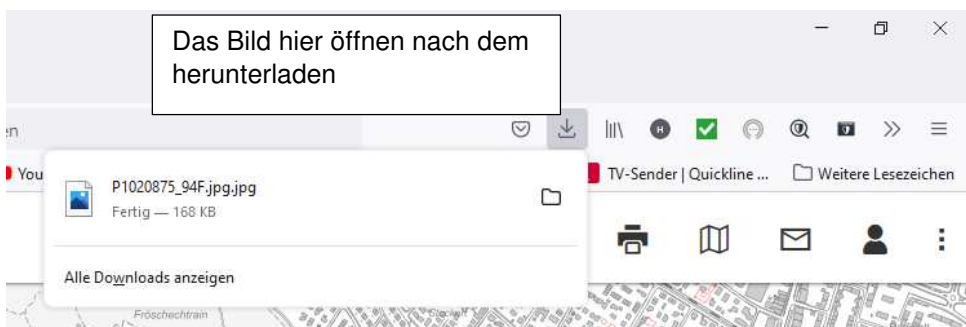 Das Bild hier öffnen nach dem
herunterladen
en
H
You
TV-Sender | Quickline ...
Weitere Lesezeichen
P1020875_94F.jpg.jpg
Fertig — 168 KB
Alle Downloads anzeigen
Fröschechtrain